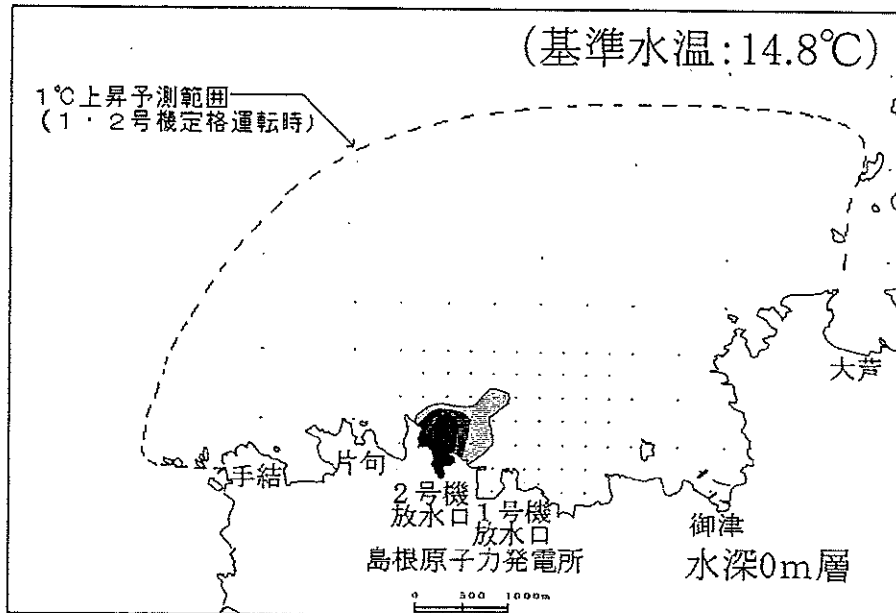 (基準水温:14.8℃)
1℃上昇予測範囲
(1・2号機定格運転時)
大芦
手結
片句
2号機
放水口
1号機
放水口
御津
島根原子力発電所
水深0m層
0 500 1000m